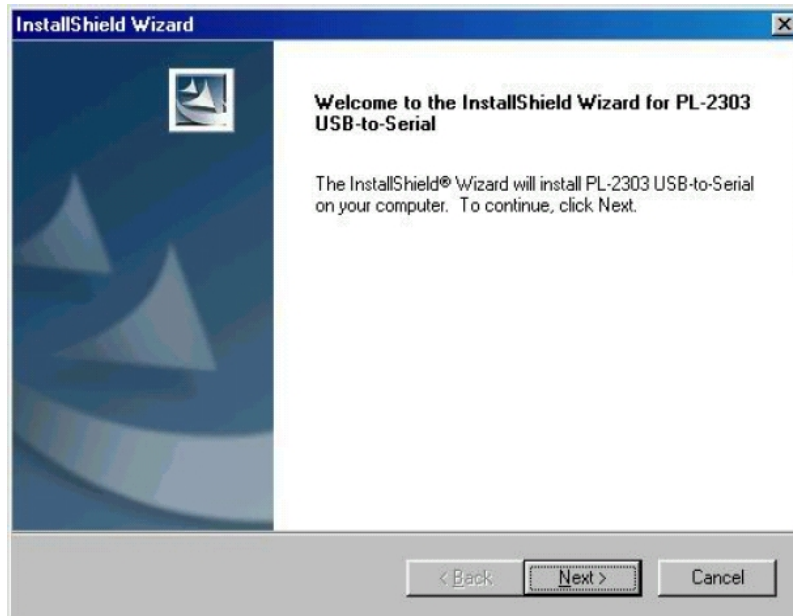 InstallShield Wizard
Welcome to the InstallShield Wizard for PL-2303
USB-to-Serial
The InstallShield® Wizard will install PL-2303 USB-to-Serial
on your computer. To continue, click Next.
< Back
Next >
Cancel